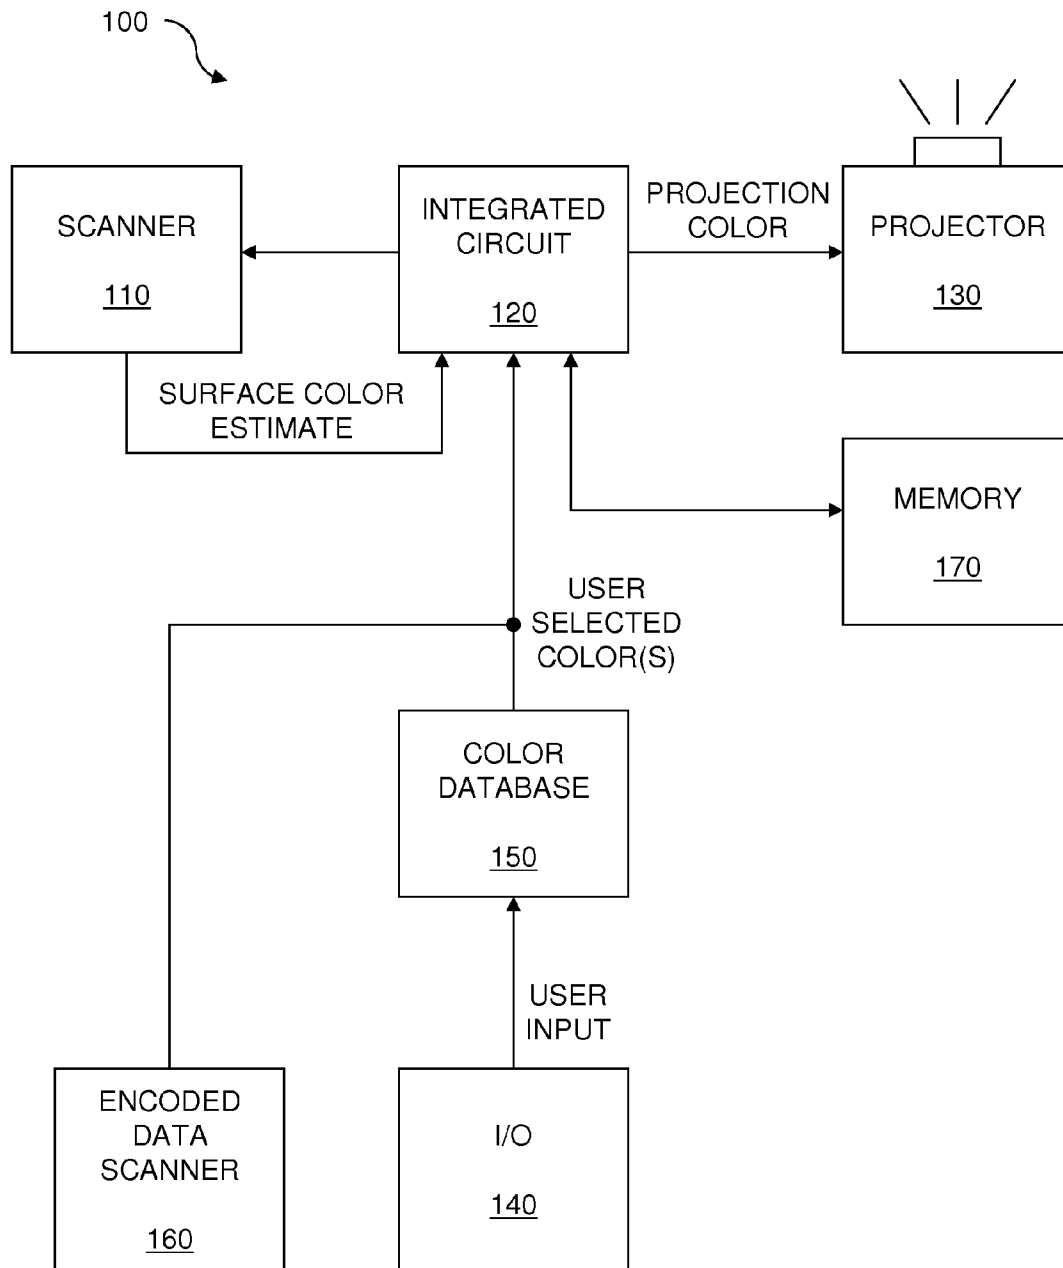 100
SCANNER
110
INTEGRATED
CIRCUIT
120
PROJECTION
COLOR
PROJECTOR
130
SURFACE COLOR
ESTIMATE
MEMORY
170
USER
SELECTED
COLOR(S)
COLOR
DATABASE
150
USER
INPUT
ENCODED
DATA
SCANNER
160
I/O
140